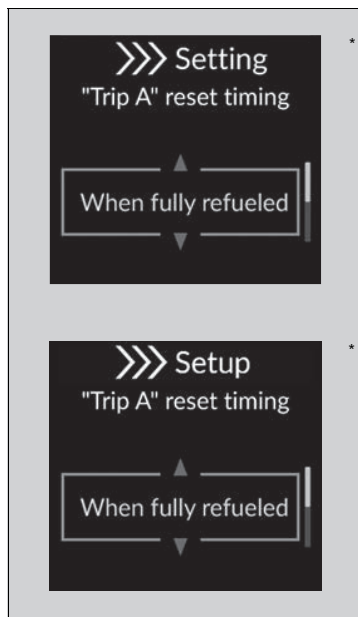 >>> Setting
*
"Trip A" reset timing
When fully refueled
>>> Setup
*
"Trip A" reset timing
When fully refueled